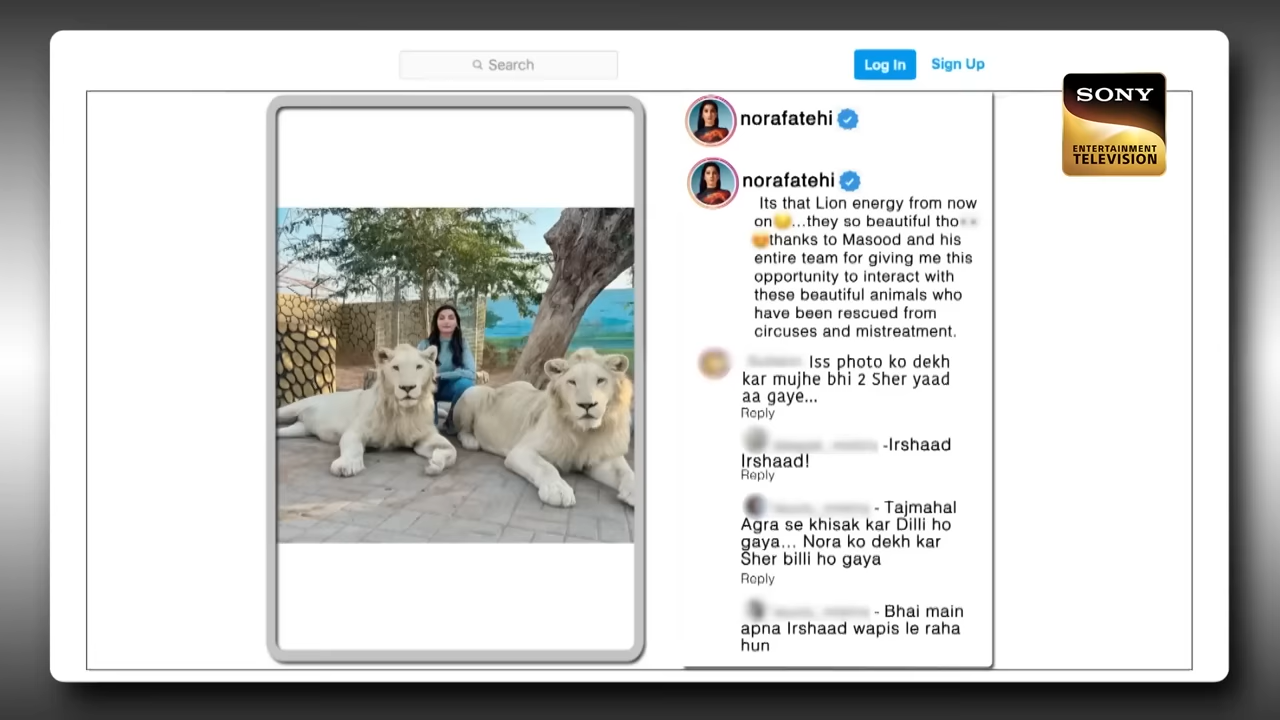 Search
Log In
Sign Up
SONY
ENTERTAINMENT
TELEVISION
norafatehi
norafatehi
Its that Lion energy from now
on😊...they so beautiful tho👀
😍thanks to Masood and his
entire team for giving me this
opportunity to interact with
these beautiful animals who
have been rescued from
circuses and mistreatment.
Iss photo ko dekh
kar mujhe bhi 2 Sher yaad
aa gaye...
Reply
-Irshaad
Irshaad!
Reply
- Tajmahal
Agra se khisak kar Dilli ho
gaya... Nora ko dekh kar
Sher billi ho gaya
Reply
- Bhai main
apna Irshaad wapis le raha
hun